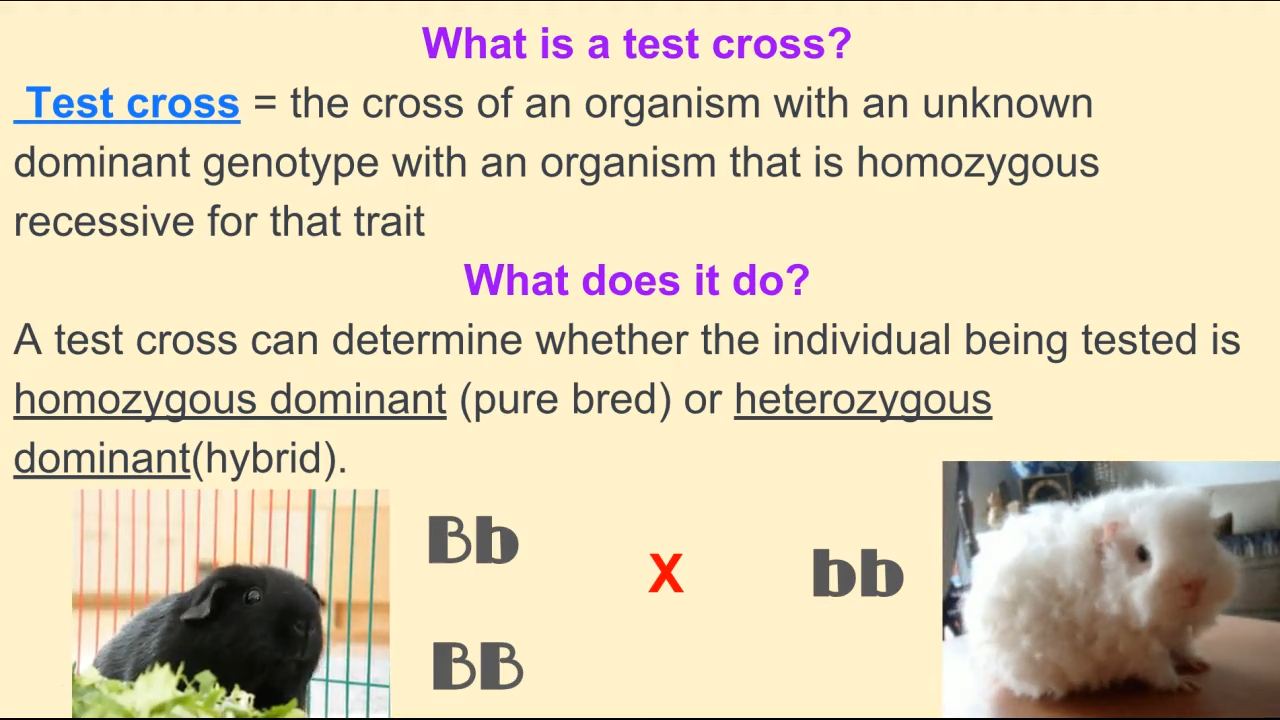 What is a test cross?
Test cross = the cross of an organism with an unknown
dominant genotype with an organism that is homozygous
recessive for that trait
What does it do?
A test cross can determine whether the individual being tested is
homozygous dominant (pure bred) or heterozygous
dominant(hybrid).
Bb
X
bb
BB